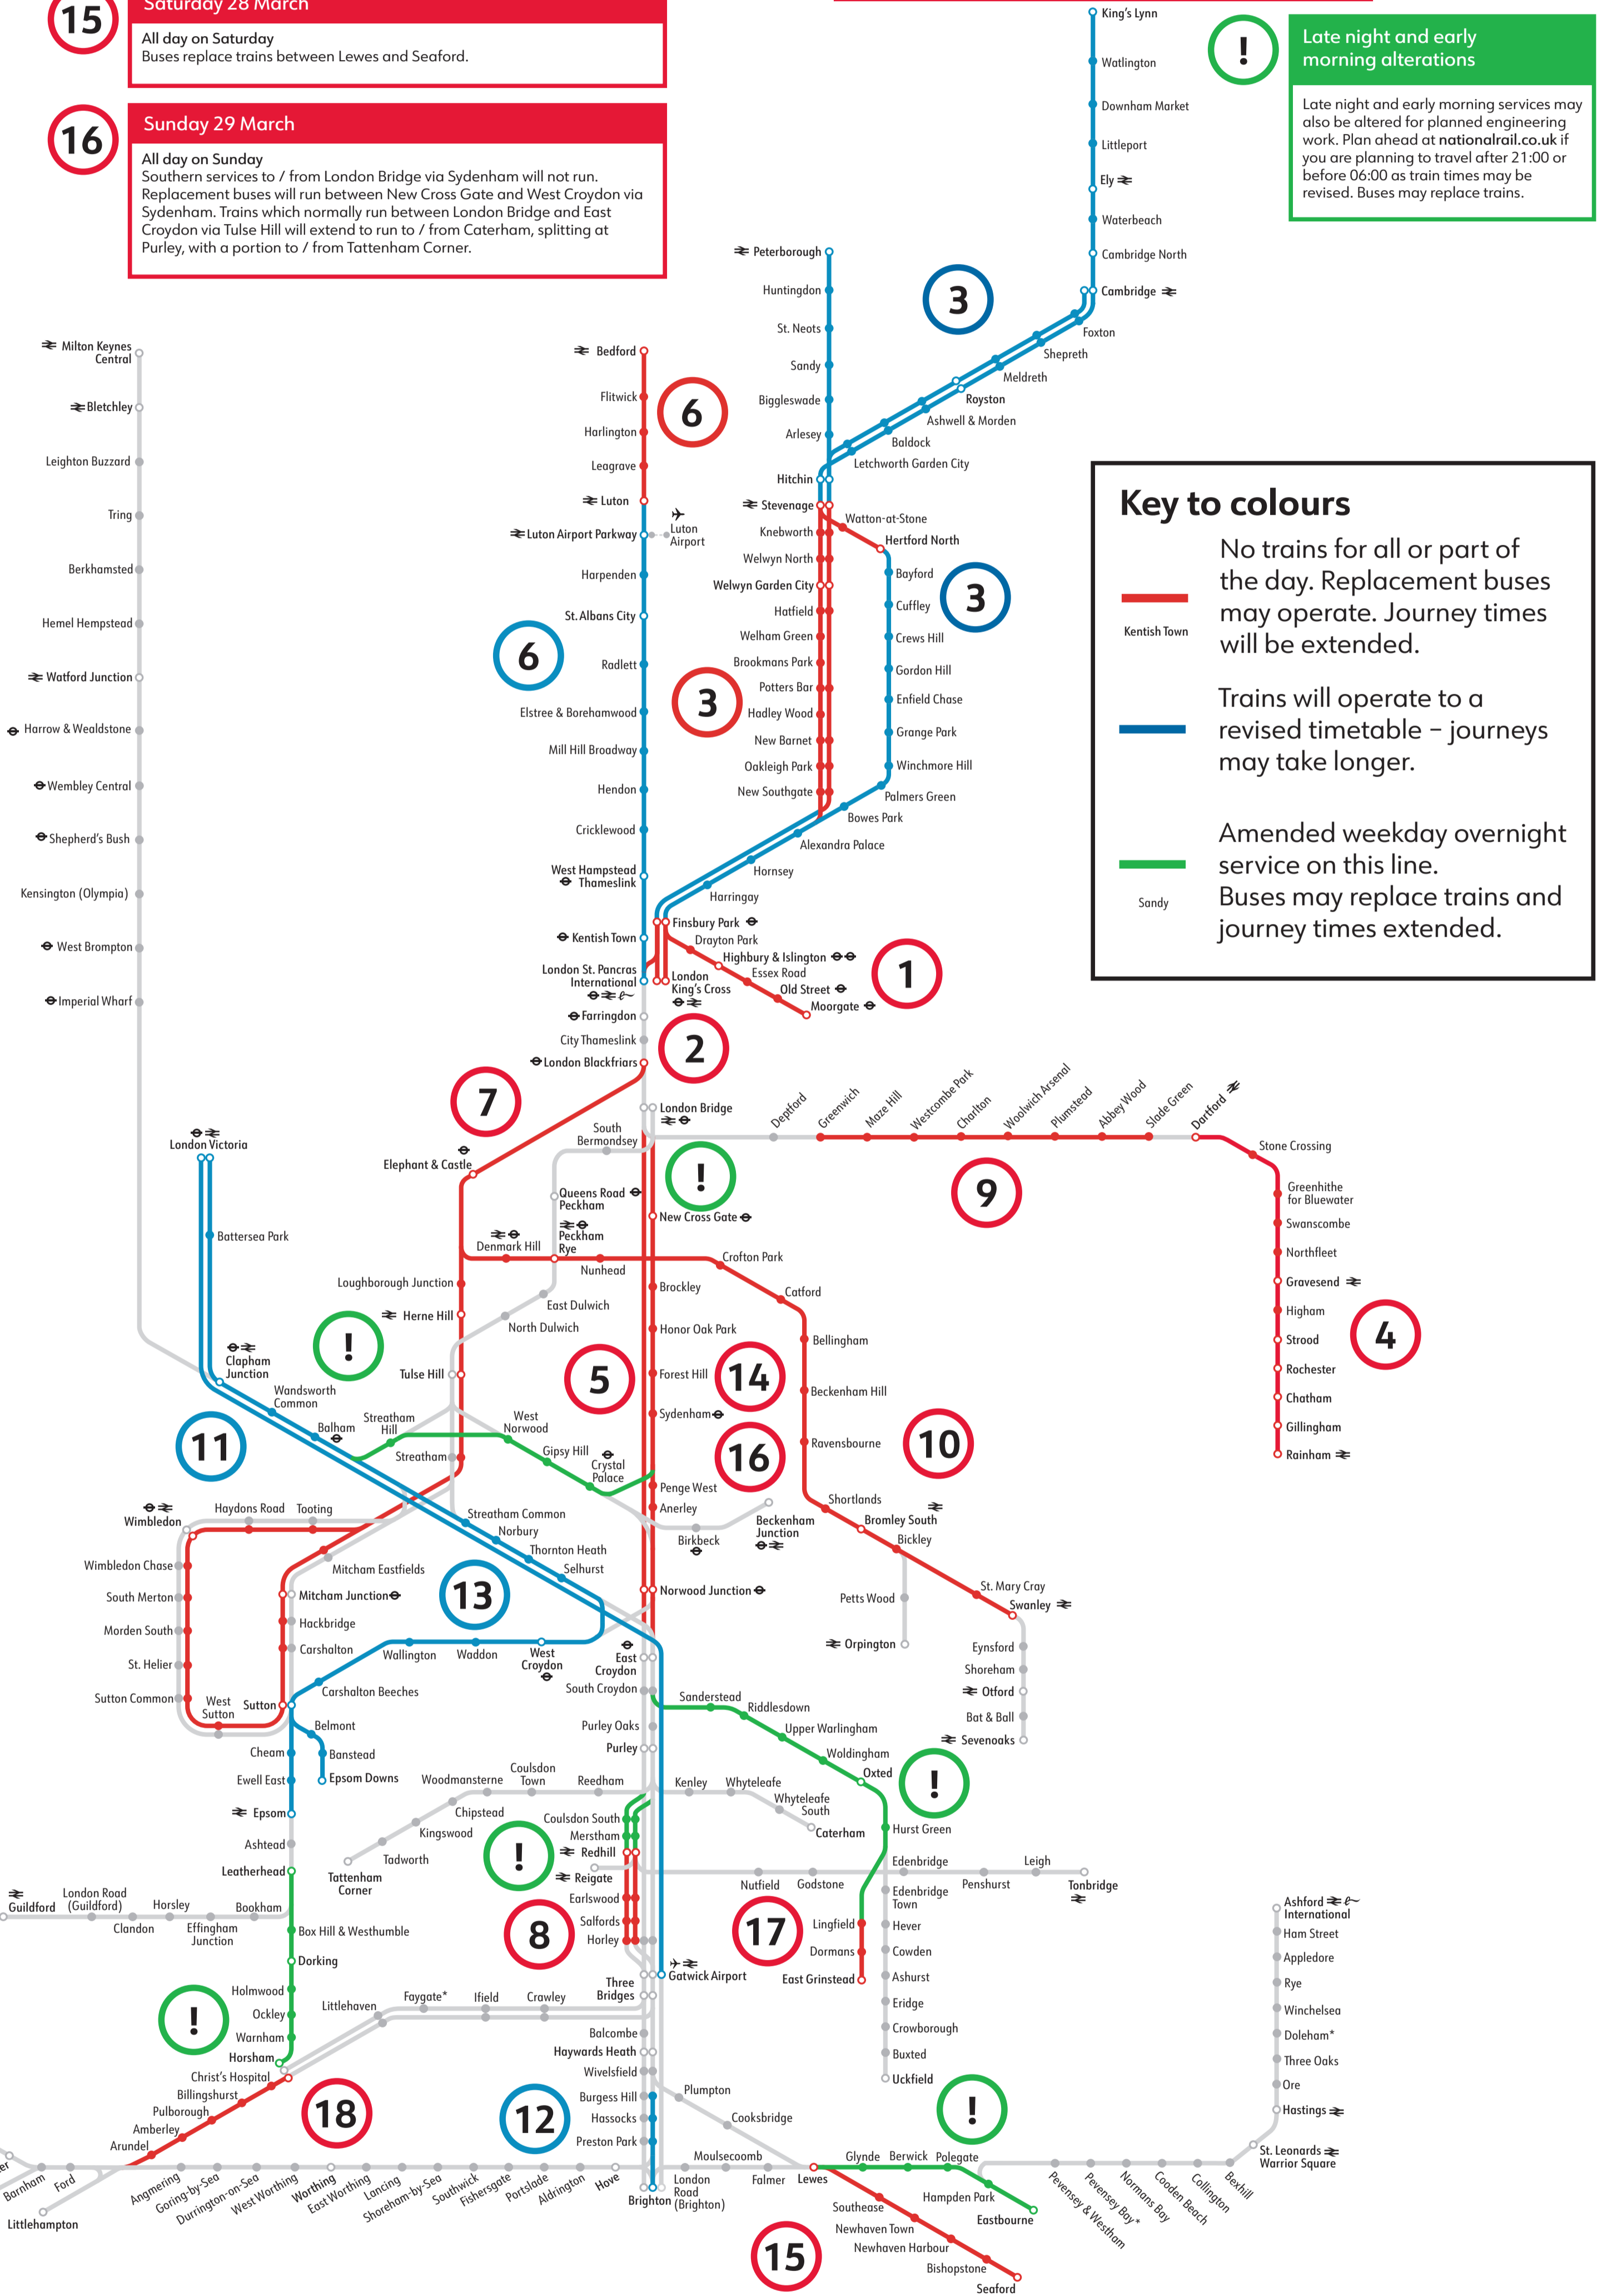 15
Saturday 28 March
All day on Saturday
Buses replace trains between Lewes and Seaford.
16
Sunday 29 March
All day on Sunday
Southern services to / from London Bridge via Sydenham will not run.
Replacement buses will run between New Cross Gate and West Croydon via
Sydenham. Trains which normally run between London Bridge and East
Croydon via Tulse Hill will extend to run to / from Caterham, splitting at
Purley, with a portion to / from Tattenham Corner.
!
Late night and early
morning alterations
Late night and early morning services may
also be altered for planned engineering
work. Plan ahead at nationalrail.co.uk if
you are planning to travel after 21:00 or
before 06:00 as train times may be
revised. Buses may replace trains.
Key to colours
No trains for all or part of
the day. Replacement buses
may operate. Journey times
will be extended.
Kentish Town
Trains will operate to a
revised timetable – journeys
may take longer.
Amended weekday overnight
service on this line.
Buses may replace trains and
journey times extended.
Sandy
King's Lynn
Watlington
Downham Market
Littleport
Ely
Waterbeach
Cambridge North
Cambridge
Foxton
Shepreth
Meldreth
Royston
Ashwell & Morden
Baldock
Letchworth Garden City
3
Peterborough
Huntingdon
St. Neots
Sandy
Biggleswade
Arlesey
Hitchin
Stevenage
Knebworth
Welwyn North
Welwyn Garden City
Hatfield
Welham Green
Brookmans Park
Potters Bar
Hadley Wood
New Barnet
Oakleigh Park
New Southgate
3
Watton-at-Stone
Hertford North
Bayford
Cuffley
Crews Hill
Gordon Hill
Enfield Chase
Grange Park
Winchmore Hill
Palmers Green
Bowes Park
Alexandra Palace
Hornsey
Harringay
3
Finsbury Park
Drayton Park
Highbury & Islington
Essex Road
Old Street
Moorgate
1
London
King's Cross
Milton Keynes
Central
Bletchley
Leighton Buzzard
Tring
Berkhamsted
Hemel Hempstead
Watford Junction
Harrow & Wealdstone
Wembley Central
Shepherd's Bush
Kensington (Olympia)
West Brompton
Imperial Wharf
Bedford
Flitwick
Harlington
Leagrave
Luton
6
Luton Airport Parkway
Luton
Airport
Harpenden
St. Albans City
Radlett
6
Elstree & Borehamwood
Mill Hill Broadway
Hendon
Cricklewood
West Hampstead
Thameslink
Kentish Town
London St. Pancras
International
Farringdon
City Thameslink
London Blackfriars
2
7
London Bridge
South
Bermondsey
!
Deptford
Greenwich
Maze Hill
Westcombe Park
Charlton
Woolwich Arsenal
Plumstead
Abbey Wood
Slade Green
Dartford
9
Stone Crossing
Greenhithe
for Bluewater
Swanscombe
Northfleet
Gravesend
Higham
Strood
Rochester
Chatham
Gillingham
Rainham
4
London Victoria
Battersea Park
Clapham
Junction
Wandsworth
Common
Balham
Streatham
Hill
West
Norwood
Gipsy Hill
Crystal
Palace
11
Elephant & Castle
Queens Road
Peckham
Peckham
Rye
Denmark Hill
Nunhead
Loughborough Junction
Herne Hill
East Dulwich
North Dulwich
Tulse Hill
Streatham
!
New Cross Gate
Brockley
Honor Oak Park
Forest Hill
Sydenham
Penge West
Anerley
5
14
16
Crofton Park
Catford
Bellingham
Beckenham Hill
Ravensbourne
10
Shortlands
Bromley South
Bickley
St. Mary Cray
Swanley
Petts Wood
Orpington
Eynsford
Shoreham
Otford
Bat & Ball
Sevenoaks
Birkbeck
Beckenham
Junction
Wimbledon
Haydons Road
Tooting
Wimbledon Chase
South Merton
Morden South
St. Helier
Sutton Common
West
Sutton
Sutton
Mitcham Eastfields
Mitcham Junction
Hackbridge
Carshalton
Streatham Common
Norbury
Thornton Heath
Selhurst
13
Norwood Junction
Wallington
Waddon
West
Croydon
Carshalton Beeches
East
Croydon
South Croydon
Purley Oaks
Purley
Belmont
Banstead
Epsom Downs
Cheam
Ewell East
Epsom
Ashtead
Leatherhead
Sanderstead
Riddlesdown
Upper Warlingham
Woldingham
Oxted
!
Hurst Green
Coulsdon
Town
Woodmansterne
Reedham
Chipstead
Kingswood
Tadworth
Tattenham
Corner
Kenley
Whyteleafe
Whyteleafe
South
Caterham
Coulsdon South
Merstham
Redhill
Reigate
!
Earlswood
Salfords
Horley
8
Nutfield
Godstone
Edenbridge
Penshurst
Leigh
Tonbridge
Edenbridge
Town
Hever
Cowden
Ashurst
Eridge
Crowborough
Buxted
Uckfield
17
Lingfield
Dormans
East Grinstead
Guildford
London Road
(Guildford)
Clandon
Horsley
Effingham
Junction
Bookham
Box Hill & Westhumble
Dorking
Holmwood
Ockley
Warnham
Horsham
!
Littlehaven
Faygate*
Ifield
Crawley
Gatwick Airport
Three
Bridges
Balcombe
Haywards Heath
Wivelsfield
Burgess Hill
Hassocks
Preston Park
12
Christ's Hospital
Billingshurst
Pulborough
Amberley
Arundel
18
Plumpton
Cooksbridge
Barnham
Ford
Littlehampton
Angmering
Goring-by-Sea
Durrington-on-Sea
West Worthing
Worthing
East Worthing
Lancing
Shoreham-by-Sea
Southwick
Fishersgate
Portslade
Aldrington
Hove
Brighton
London
Road
(Brighton)
Moulsecoomb
Falmer
Lewes
Glynde
Berwick
Polegate
!
Hampden Park
Eastbourne
Southease
Newhaven Town
Newhaven Harbour
Bishopstone
Seaford
15
Pevensey & Westham
Pevensey Bay*
Normans Bay
Cooden Beach
Collington
Bexhill
St. Leonards
Warrior Square
Hastings
Ore
Three Oaks
Doleham*
Winchelsea
Rye
Appledore
Ham Street
Ashford
International